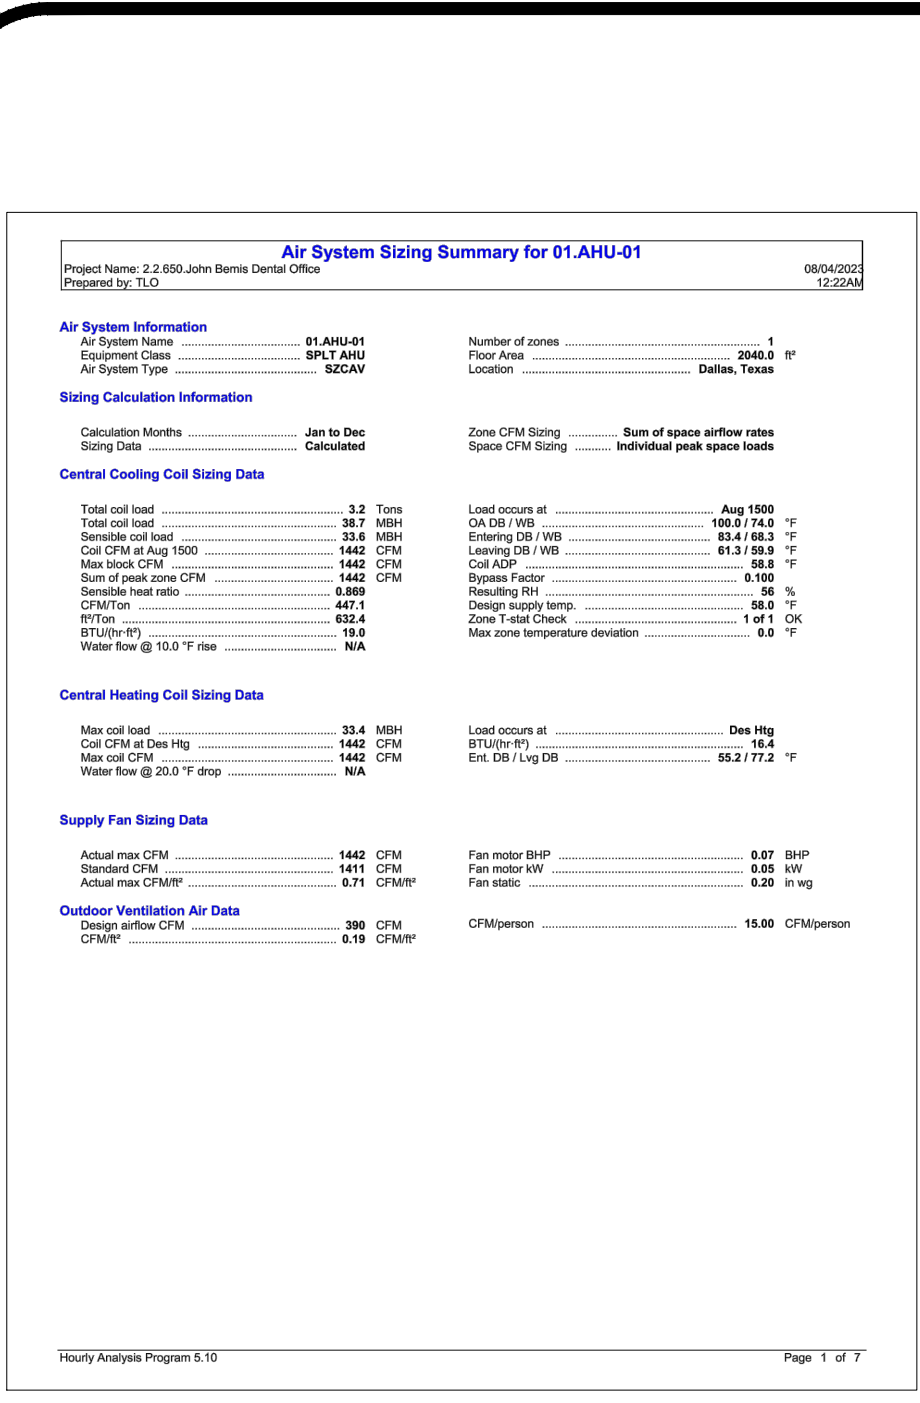 Air System Sizing Summary for 01.AHU-01
Project Name: 2.2.650.John Bemis Dental Office 08/04/2023
Prepared by: TLO 12:22AM
Air System Information
Air System Name .................................... 01.AHU-01
Equipment Class ..................................... SPLT AHU
Air System Type ........................................... SZCAV
Number of zones ........................................................... 1
Floor Area ............................................................ 2040.0 ft²
Location ................................................... Dallas, Texas
Sizing Calculation Information
Calculation Months ................................. Jan to Dec
Sizing Data ............................................. Calculated
Zone CFM Sizing ............... Sum of space airflow rates
Space CFM Sizing ........... Individual peak space loads
Central Cooling Coil Sizing Data
Total coil load ....................................................... 3.2 Tons
Total coil load ..................................................... 38.7 MBH
Sensible coil load ............................................... 33.6 MBH
Coil CFM at Aug 1500 ....................................... 1442 CFM
Max block CFM ................................................. 1442 CFM
Sum of peak zone CFM .................................... 1442 CFM
Sensible heat ratio ............................................ 0.869
CFM/Ton .......................................................... 447.1
ft²/Ton ............................................................... 632.4
BTU/(hr·ft²) ......................................................... 19.0
Water flow @ 10.0 °F rise .................................. N/A
Load occurs at ................................................ Aug 1500
OA DB / WB ................................................. 100.0 / 74.0 °F
Entering DB / WB ........................................... 83.4 / 68.3 °F
Leaving DB / WB ............................................ 61.3 / 59.9 °F
Coil ADP .................................................................. 58.8 °F
Bypass Factor ........................................................ 0.100
Resulting RH ............................................................... 56 %
Design supply temp. ................................................ 58.0 °F
Zone T-stat Check ................................................. 1 of 1 OK
Max zone temperature deviation ................................ 0.0 °F
Central Heating Coil Sizing Data
Max coil load ...................................................... 33.4 MBH
Coil CFM at Des Htg ......................................... 1442 CFM
Max coil CFM .................................................... 1442 CFM
Water flow @ 20.0 °F drop ................................. N/A
Load occurs at ................................................... Des Htg
BTU/(hr·ft²) ............................................................... 16.4
Ent. DB / Lvg DB ............................................ 55.2 / 77.2 °F
Supply Fan Sizing Data
Actual max CFM ................................................ 1442 CFM
Standard CFM ................................................... 1411 CFM
Actual max CFM/ft² ............................................. 0.71 CFM/ft²
Fan motor BHP ........................................................ 0.07 BHP
Fan motor kW .......................................................... 0.05 kW
Fan static ................................................................. 0.20 in wg
Outdoor Ventilation Air Data
Design airflow CFM ............................................. 390 CFM
CFM/ft² ............................................................... 0.19 CFM/ft²
CFM/person ........................................................... 15.00 CFM/person
Hourly Analysis Program 5.10 Page 1 of 7